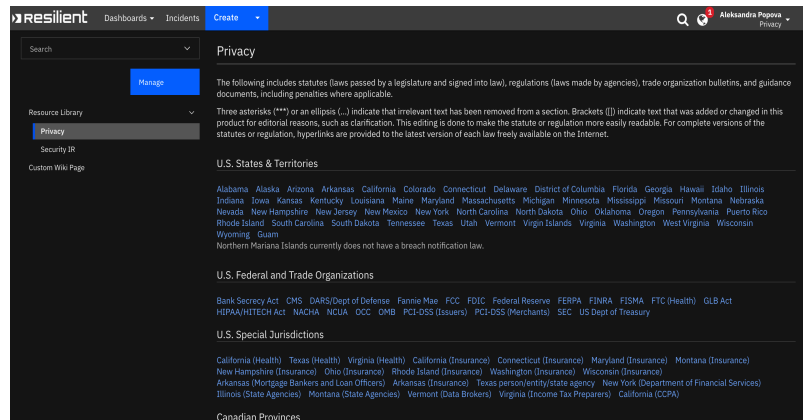 Resilient Dashboards Incidents Create 1 Aleksandra Popova
Privacy
Search
Manage
Resource Library
Privacy
Security IR
Custom Wiki Page
Privacy
The following includes statutes (laws passed by a legislature and signed into law), regulations (laws made by agencies), trade organization bulletins, and guidance
documents, including penalties where applicable.
Three asterisks (***) or an ellipsis (...) indicate that irrelevant text has been removed from a section. Brackets ([]) indicate text that was added or changed in this
product for editorial reasons, such as clarification. This editing is done to make the statute or regulation more easily readable. For complete versions of the
statutes or regulation, hyperlinks are provided to the latest version of each law freely available on the Internet.
U.S. States & Territories
Alabama Alaska Arizona Arkansas California Colorado Connecticut Delaware District of Columbia Florida Georgia Hawaii Idaho Illinois
Indiana Iowa Kansas Kentucky Louisiana Maine Maryland Massachusetts Michigan Minnesota Mississippi Missouri Montana Nebraska
Nevada New Hampshire New Jersey New Mexico New York North Carolina North Dakota Ohio Oklahoma Oregon Pennsylvania Puerto Rico
Rhode Island South Carolina South Dakota Tennessee Texas Utah Vermont Virgin Islands Virginia Washington West Virginia Wisconsin
Wyoming Guam
Northern Mariana Islands currently does not have a breach notification law.
U.S. Federal and Trade Organizations
Bank Secrecy Act CMS DARS/Dept of Defense Fannie Mae FCC FDIC Federal Reserve FERPA FINRA FISMA FTC (Health) GLB Act
HIPAA/HITECH Act NACHA NCUA OCC OMB PCI-DSS (Issuers) PCI-DSS (Merchants) SEC US Dept of Treasury
U.S. Special Jurisdictions
California (Health) Texas (Health) Virginia (Health) California (Insurance) Connecticut (Insurance) Maryland (Insurance) Montana (Insurance)
New Hampshire (Insurance) Ohio (Insurance) Rhode Island (Insurance) Washington (Insurance) Wisconsin (Insurance)
Arkansas (Mortgage Bankers and Loan Officers) Arkansas (Insurance) Texas person/entity/state agency New York (Department of Financial Services)
Illinois (State Agencies) Montana (State Agencies) Vermont (Data Brokers) Virginia (Income Tax Preparers) California (CCPA)
Canadian Provinces